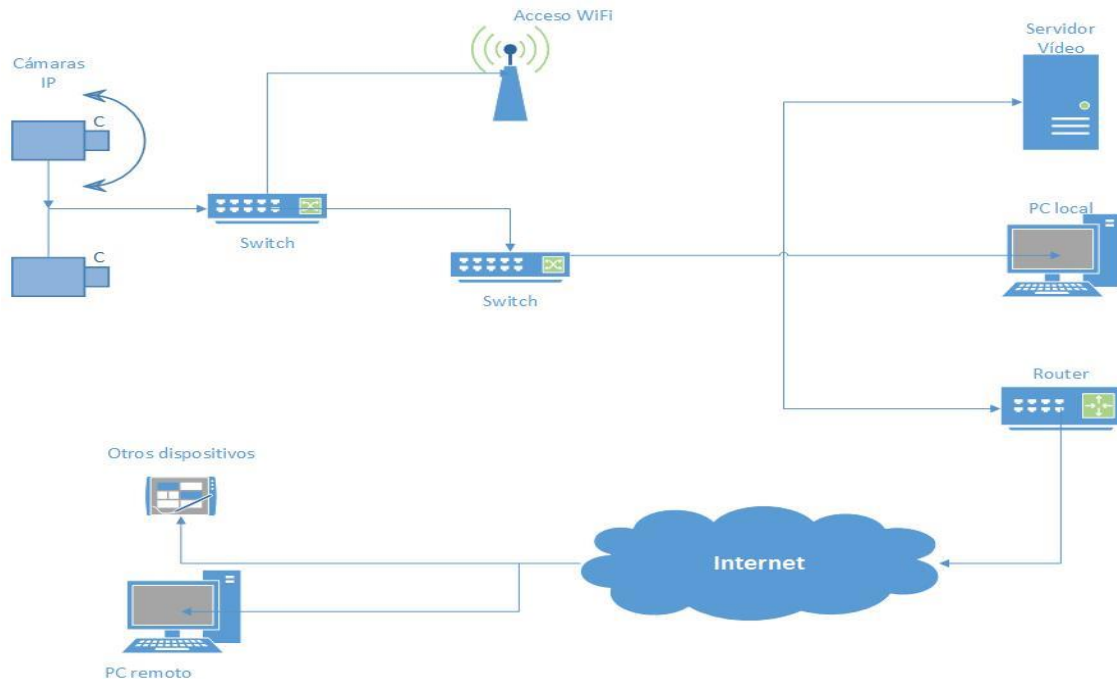 Acceso WiFi
Servidor
Vídeo
Cámaras
IP
C
PC local
Switch
C
Switch
Router
Otros dispositivos
Internet
PC remoto